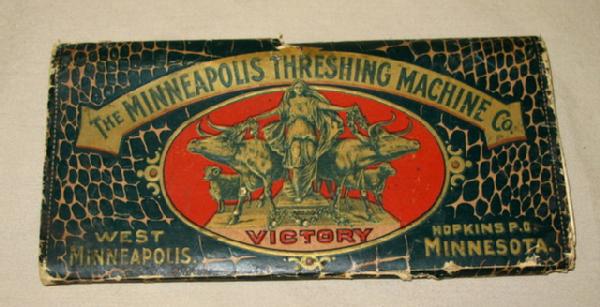 THE MINNEAPOLIS THRESHING MACHINE CO.
VICTORY
WEST
MINNEAPOLIS.
HOPKINS P.O.
MINNESOTA.